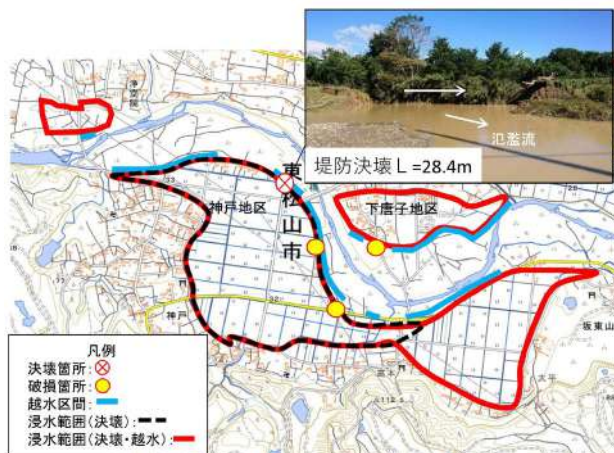 氾濫流
堤防決壊L=28.4m
神戸地区
東松山市
下唐子地区
神戸
32
坂東山
凡例
決壊箇所:
破損箇所:
越水区間:
浸水範囲(決壊):
浸水範囲(決壊・越水):